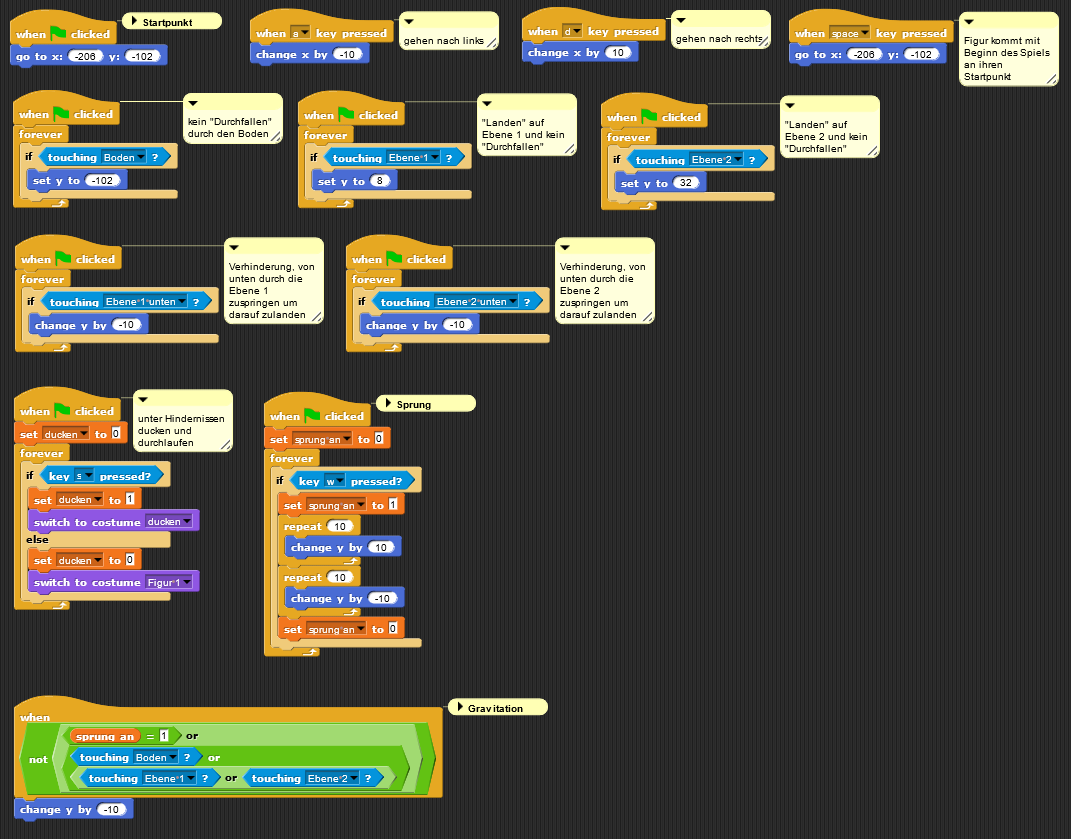 when clicked
Startpunkt
go to x: -206 y: -102
when a key pressed
gehen nach links
change x by -10
when d key pressed
gehen nach rechts
change x by 10
when space key pressed
Figur kommt mit
Beginn des Spiels
an ihren
Startpunkt
go to x: -206 y: -102
when clicked
kein "Durchfallen"
durch den Boden
forever
if touching Boden ?
set y to -102
when clicked
"Landen" auf
Ebene 1 und kein
"Durchfallen"
forever
if touching Ebene 1 ?
set y to 8
when clicked
"Landen" auf
Ebene 2 und kein
"Durchfallen"
forever
if touching Ebene 2 ?
set y to 32
when clicked
Verhinderung, von
unten durch die
Ebene 1
zuspringen um
darauf zulanden
forever
if touching Ebene 1 unten ?
change y by -10
when clicked
Verhinderung, von
unten durch die
Ebene 2
zuspringen um
darauf zulanden
forever
if touching Ebene 2 unten ?
change y by -10
when clicked
unter Hindernissen
ducken und
durchlaufen
set ducken to 0
forever
if key s pressed?
set ducken to 1
switch to costume ducken
else
set ducken to 0
switch to costume Figur 1
when clicked
Sprung
set sprung an to 0
forever
if key w pressed?
set sprung an to 1
repeat 10
change y by 10
repeat 10
change y by -10
set sprung an to 0
when
Gravitation
sprung an = 1 or
not
touching Boden ? or
touching Ebene 1 ? or touching Ebene 2 ?
change y by -10